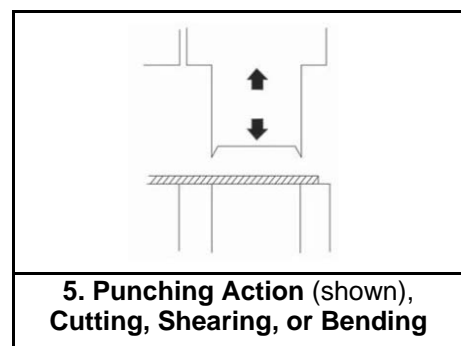 5. Punching Action (shown),
Cutting, Shearing, or Bending